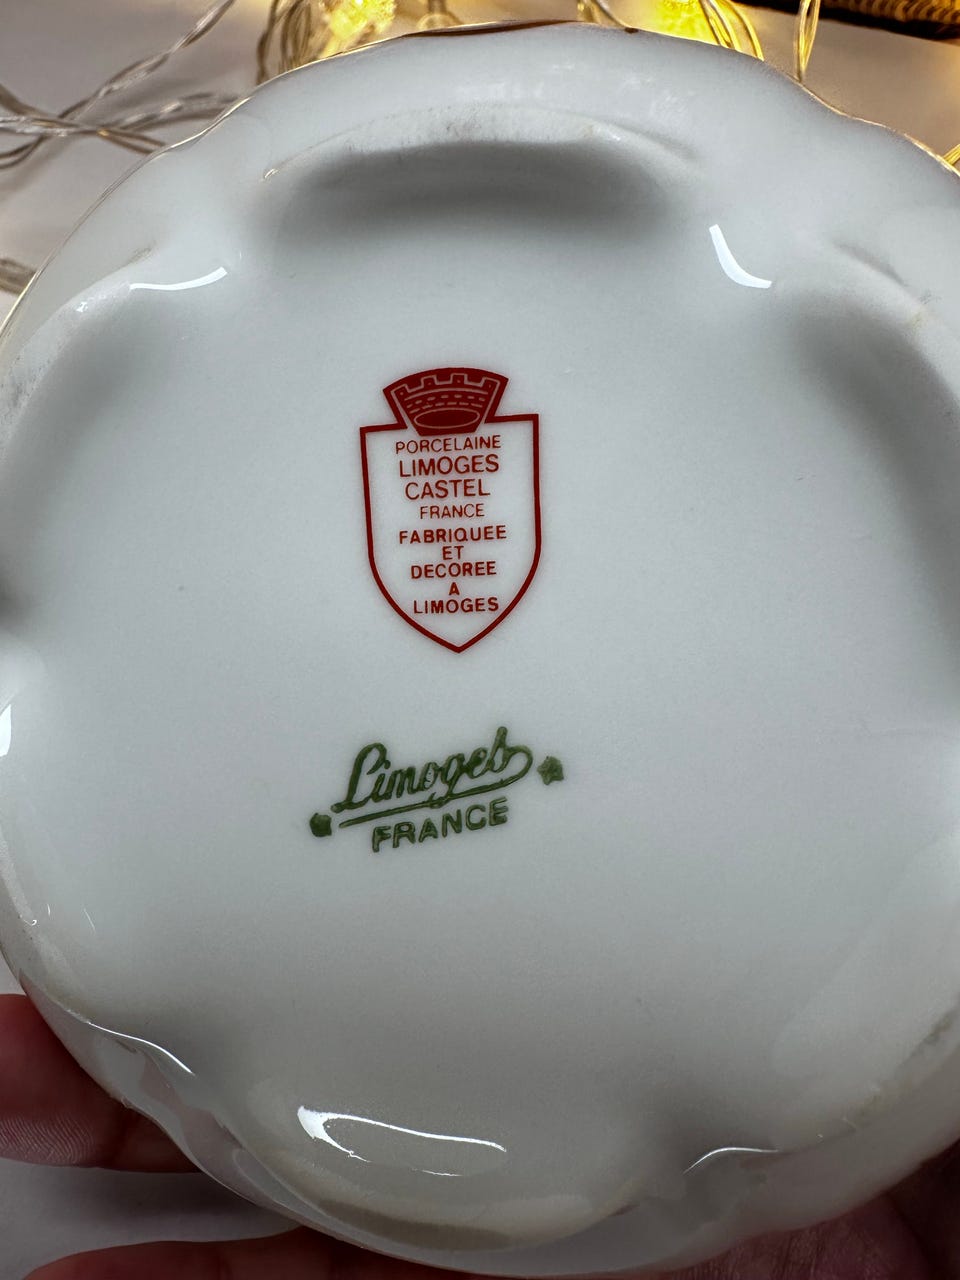 PORCELAINE
LIMOGES
CASTEL
FRANCE
FABRIQUEE
ET
DECOREE
A
LIMOGES
Limoges
FRANCE